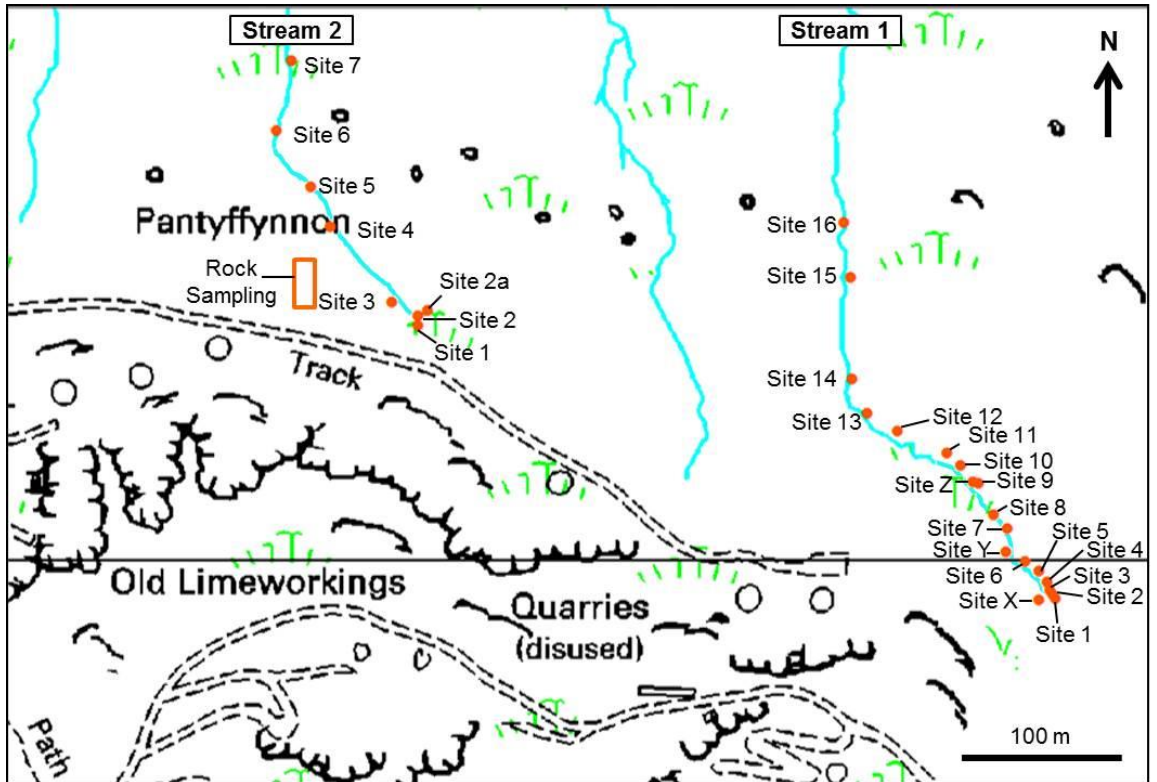 Stream 2
Stream 1
N
Site 7
Site 6
Site 5
Pantyffynnon
Site 4
Rock
Sampling
Site 3
Site 2a
Site 2
Site 1
Track
Site 16
Site 15
Site 14
Site 13
Site 12
Site 11
Site 10
Site Z
Site 9
Site 8
Site 7
Site 5
Site Y
Site 4
Site 6
Site 3
Site X
Site 2
Site 1
Old Limeworkings
Quarries
(disused)
Path
100 m